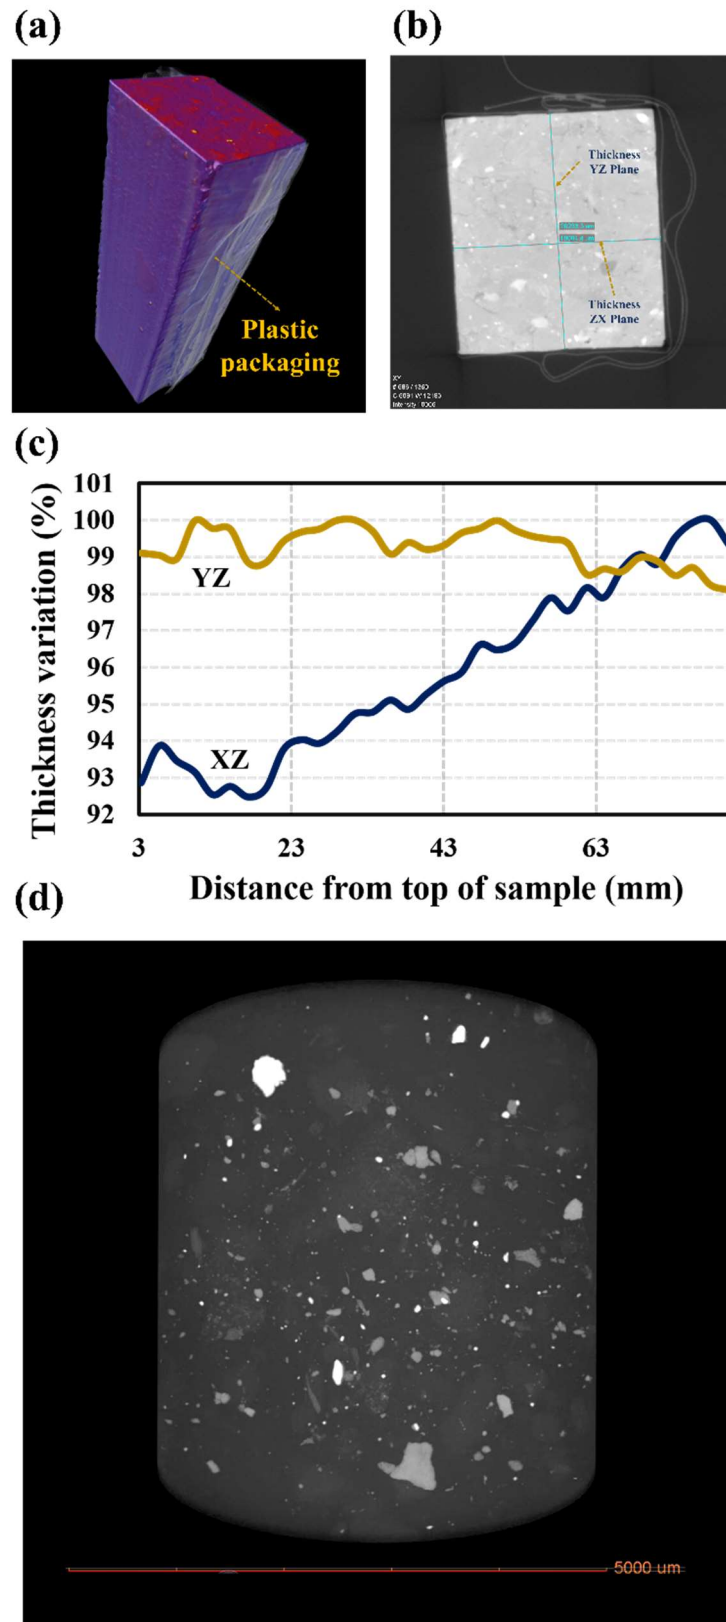 (a)
Plastic
packaging
(b)
Thickness
YZ Plane
Thickness
ZX Plane
XY
(c)
Thickness variation (%)
101
100
99
98
97
96
95
94
93
92
YZ
XZ
3
23
43
63
Distance from top of sample (mm)
(d)
5000 um